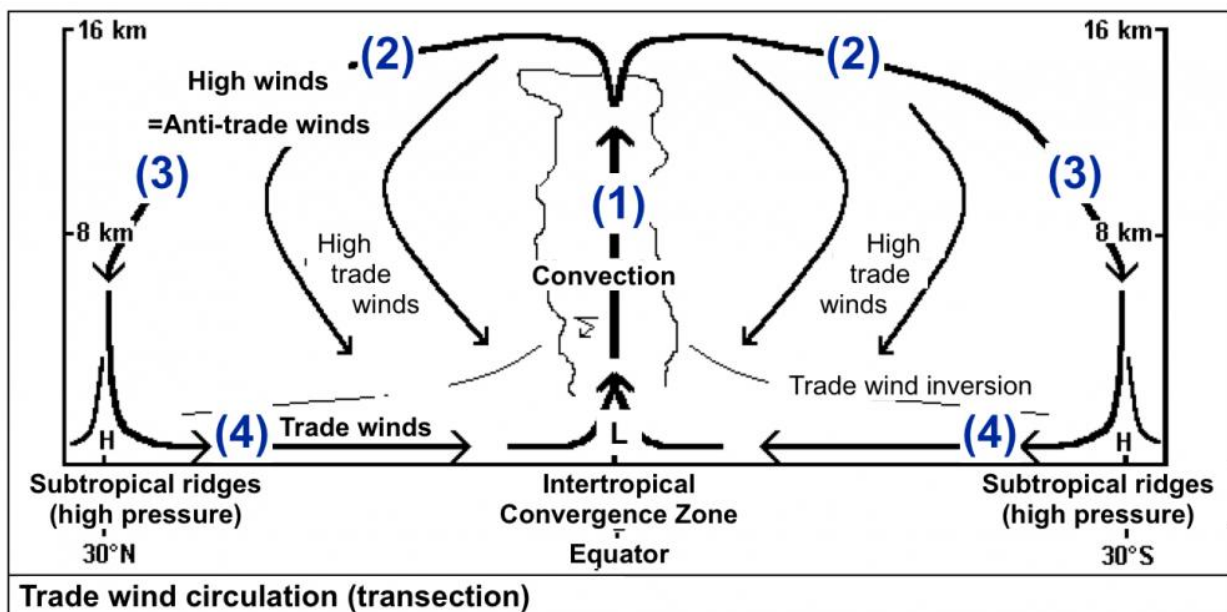 16 km
16 km
(2)
(2)
High winds
=Anti-trade winds
(3)
(3)
(1)
8 km
8 km
High
trade
winds
High
trade
winds
Convection
Trade wind inversion
(4)
Trade winds
(4)
H
L
H
Subtropical ridges
(high pressure)
Intertropical
Convergence Zone
Subtropical ridges
(high pressure)
30°N
Equator
30°S
Trade wind circulation (transection)